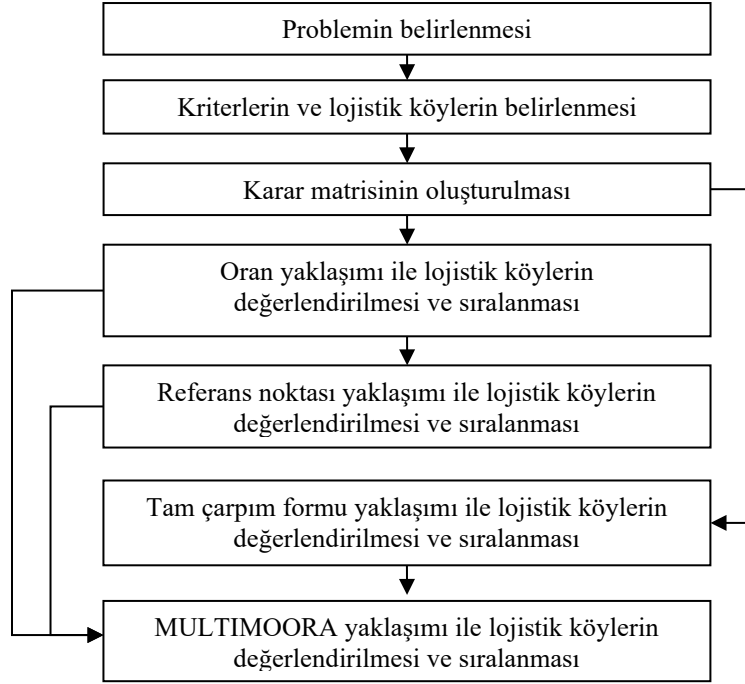 Problemin belirlenmesi
Kriterlerin ve lojistik köylerin belirlenmesi
Karar matrisinin oluşturulması
Oran yaklaşımı ile lojistik köylerin
değerlendirilmesi ve sıralanması
Referans noktası yaklaşımı ile lojistik köylerin
değerlendirilmesi ve sıralanması
Tam çarpım formu yaklaşımı ile lojistik köylerin
değerlendirilmesi ve sıralanması
MULTIMOORA yaklaşımı ile lojistik köylerin
değerlendirilmesi ve sıralanması